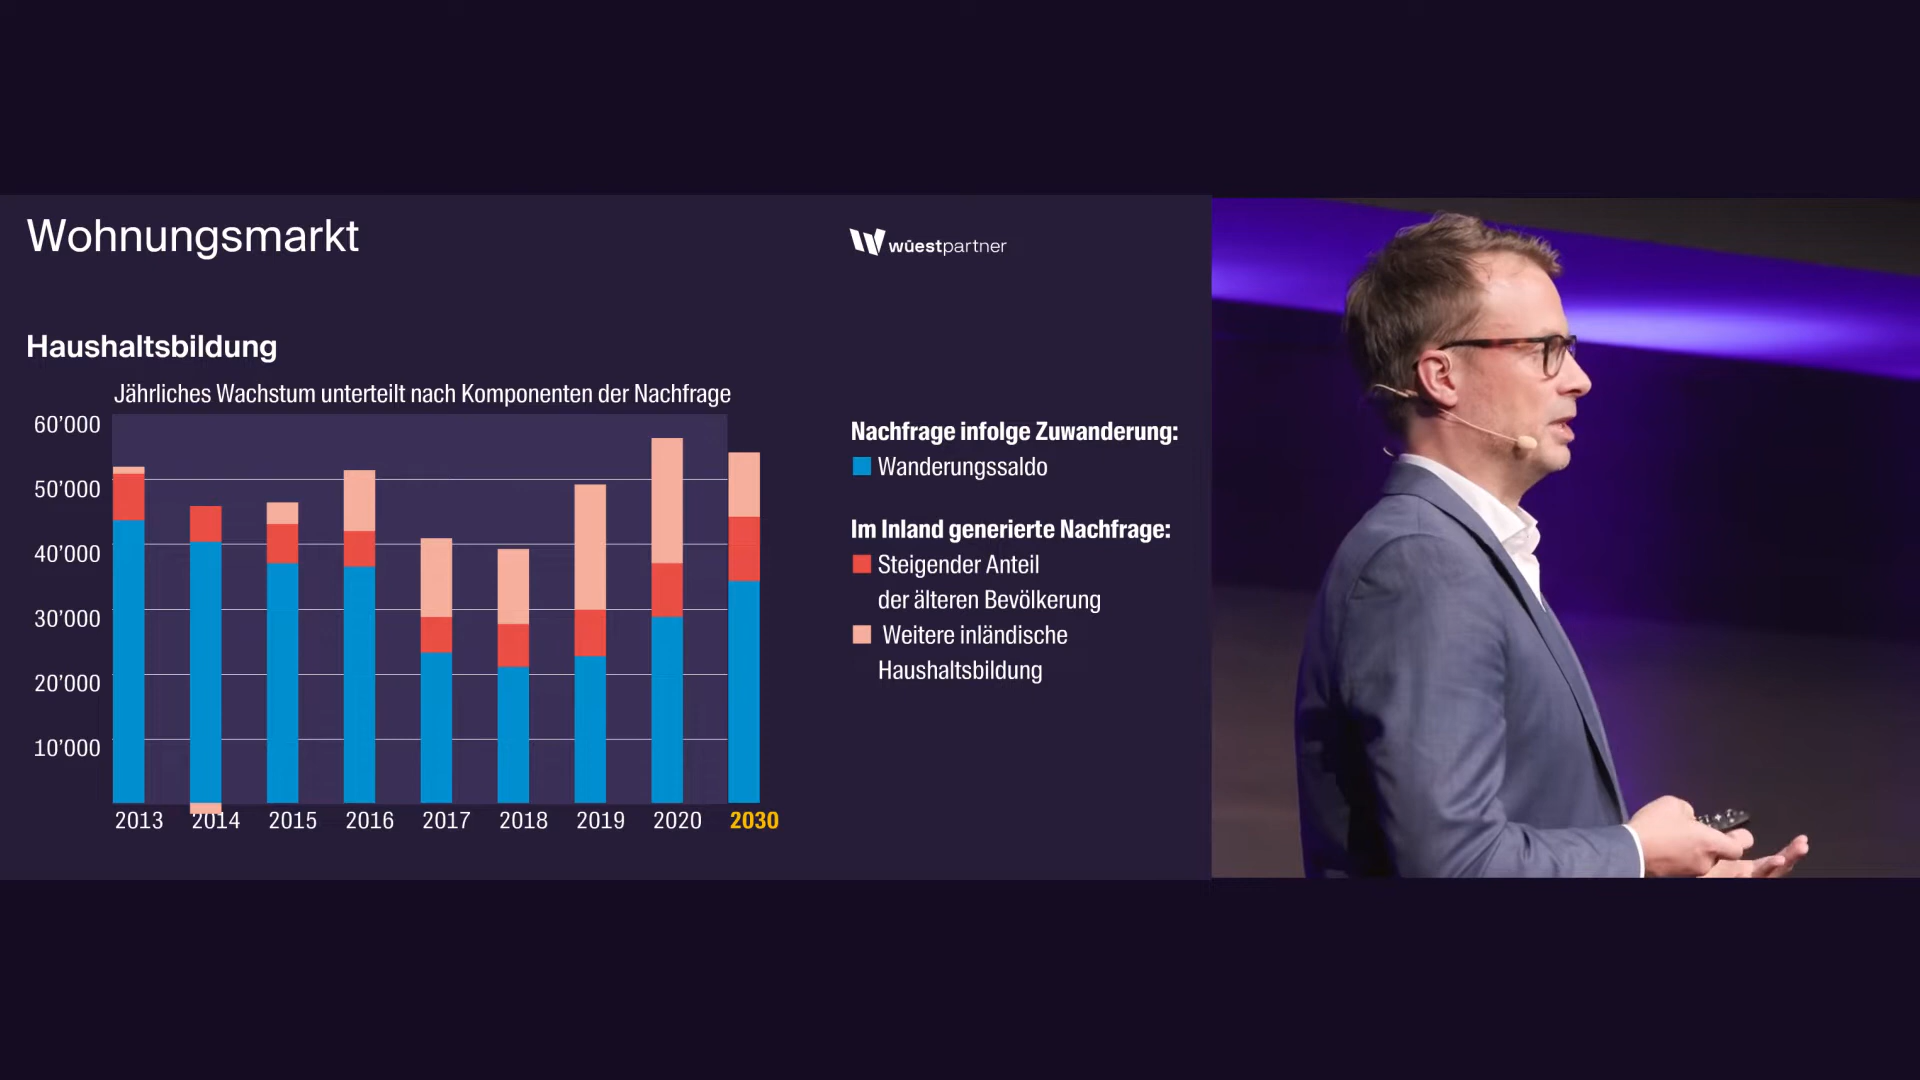 Wohnungsmarkt
wüestpartner
Haushaltsbildung
Jährliches Wachstum unterteilt nach Komponenten der Nachfrage
60’000
50’000
40’000
30’000
20’000
10’000
2013 2014 2015 2016 2017 2018 2019 2020 2030
Nachfrage infolge Zuwanderung:
Wanderungssaldo
Im Inland generierte Nachfrage:
Steigender Anteil
der älteren Bevölkerung
Weitere inländische
Haushaltsbildung